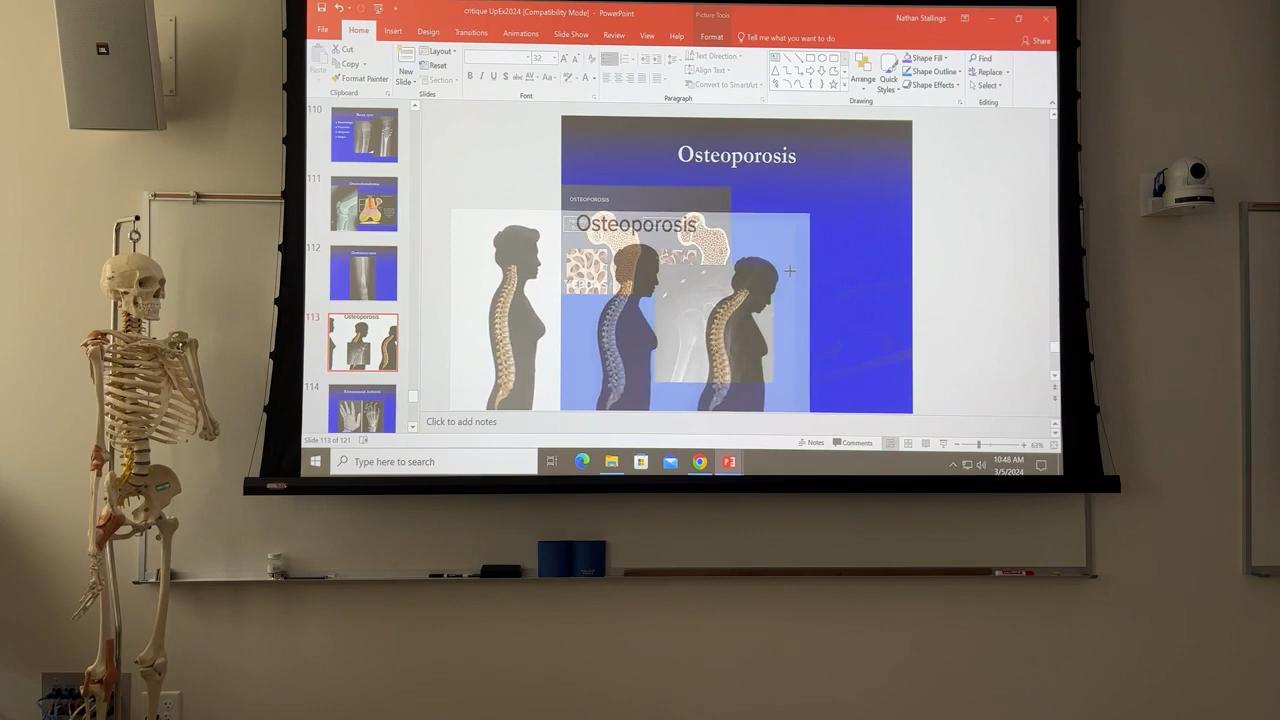 critique UpEx2024 [Compatibility Mode] - PowerPoint
Picture Tools
Nathan Stallings
File Home Insert Design Transitions Animations Slide Show Review View Help Format Tell me what you want to do
Share
Paste
Cut
Copy
Format Painter
Clipboard
New
Slide
Layout
Reset
Section
Slides
32
Font
Text Direction
Align Text
Convert to SmartArt
Paragraph
Arrange
Quick
Styles
Shape Fill
Shape Outline
Shape Effects
Drawing
Find
Replace
Select
Editing
110
111
112
113
Osteoporosis
114
Osteoporosis
OSTEOPOROSIS
Osteoporosis
Click to add notes
Slide 113 of 121
Notes
Comments
63%
Type here to search
10:48 AM
3/5/2024
JBL